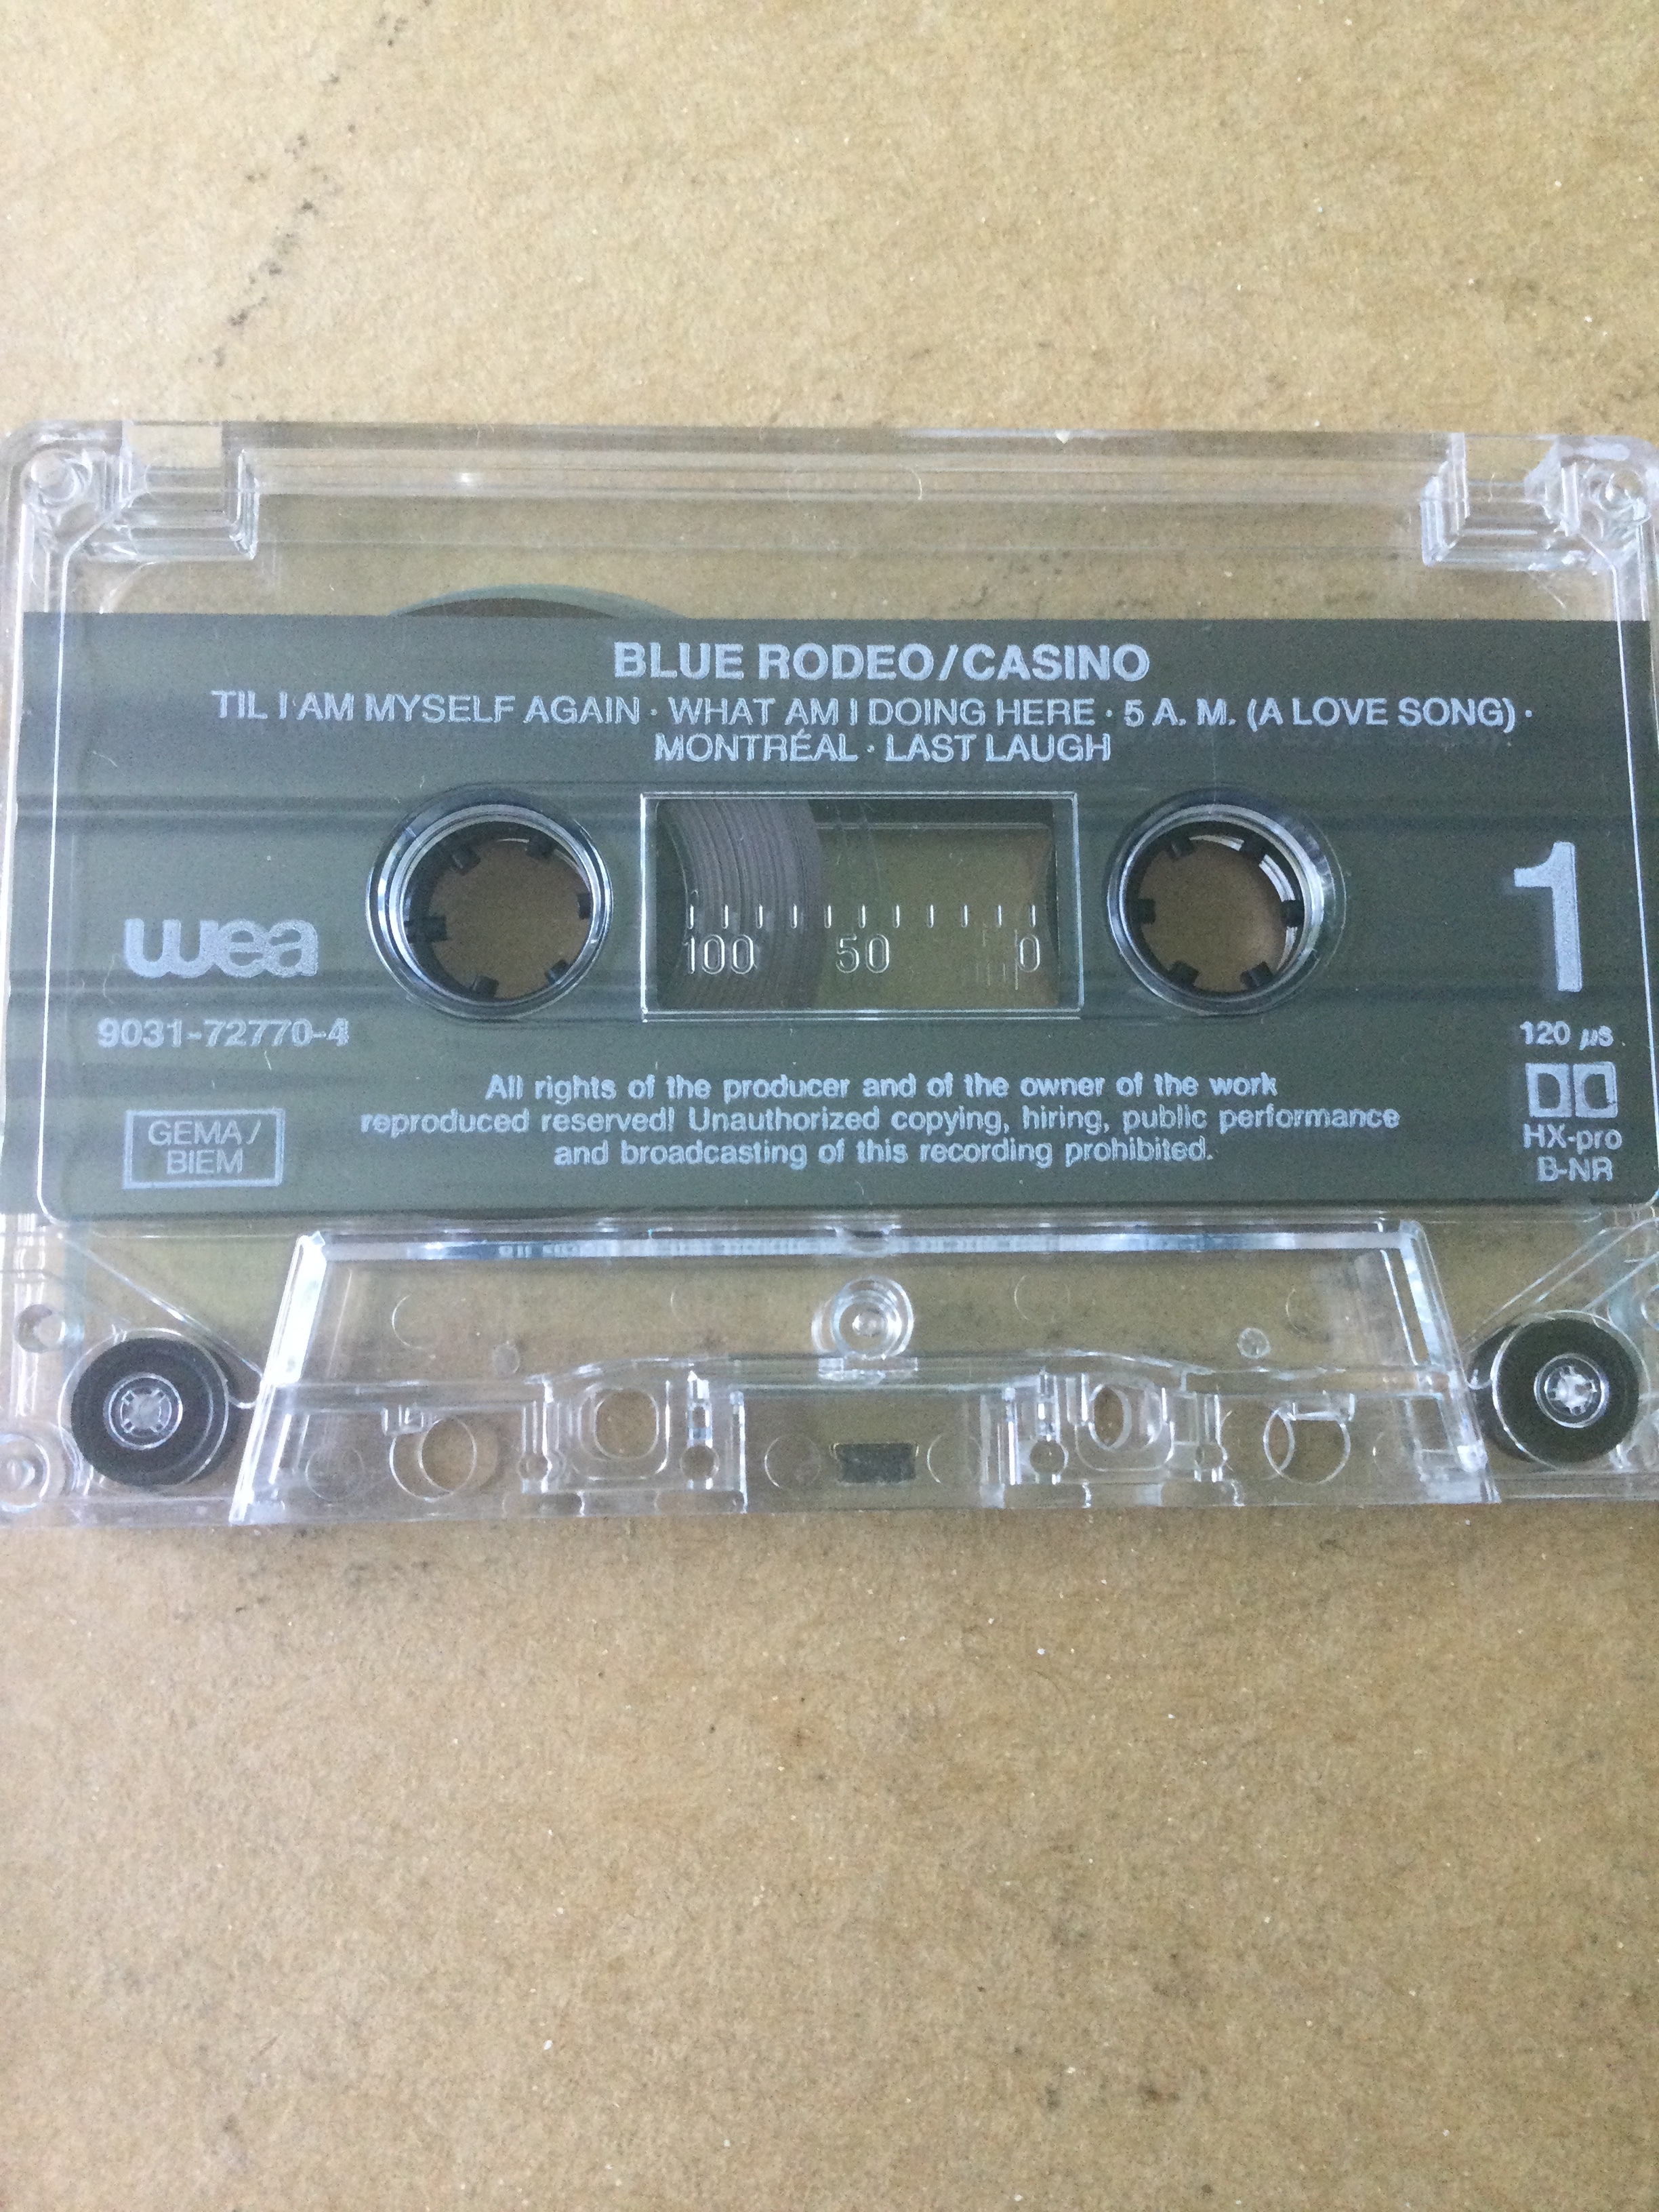 BLUE RODEO/CASINO
TIL I AM MYSELF AGAIN · WHAT AM I DOING HERE · 5 A. M. (A LOVE SONG) ·
MONTRÉAL · LAST LAUGH
1
wea
100 50 0
9031-72770-4
120 µs
All rights of the producer and of the owner of the work
reproduced reserved! Unauthorized copying, hiring, public performance
and broadcasting of this recording prohibited.
GEMA/
BIEM
HX-pro
B-NR